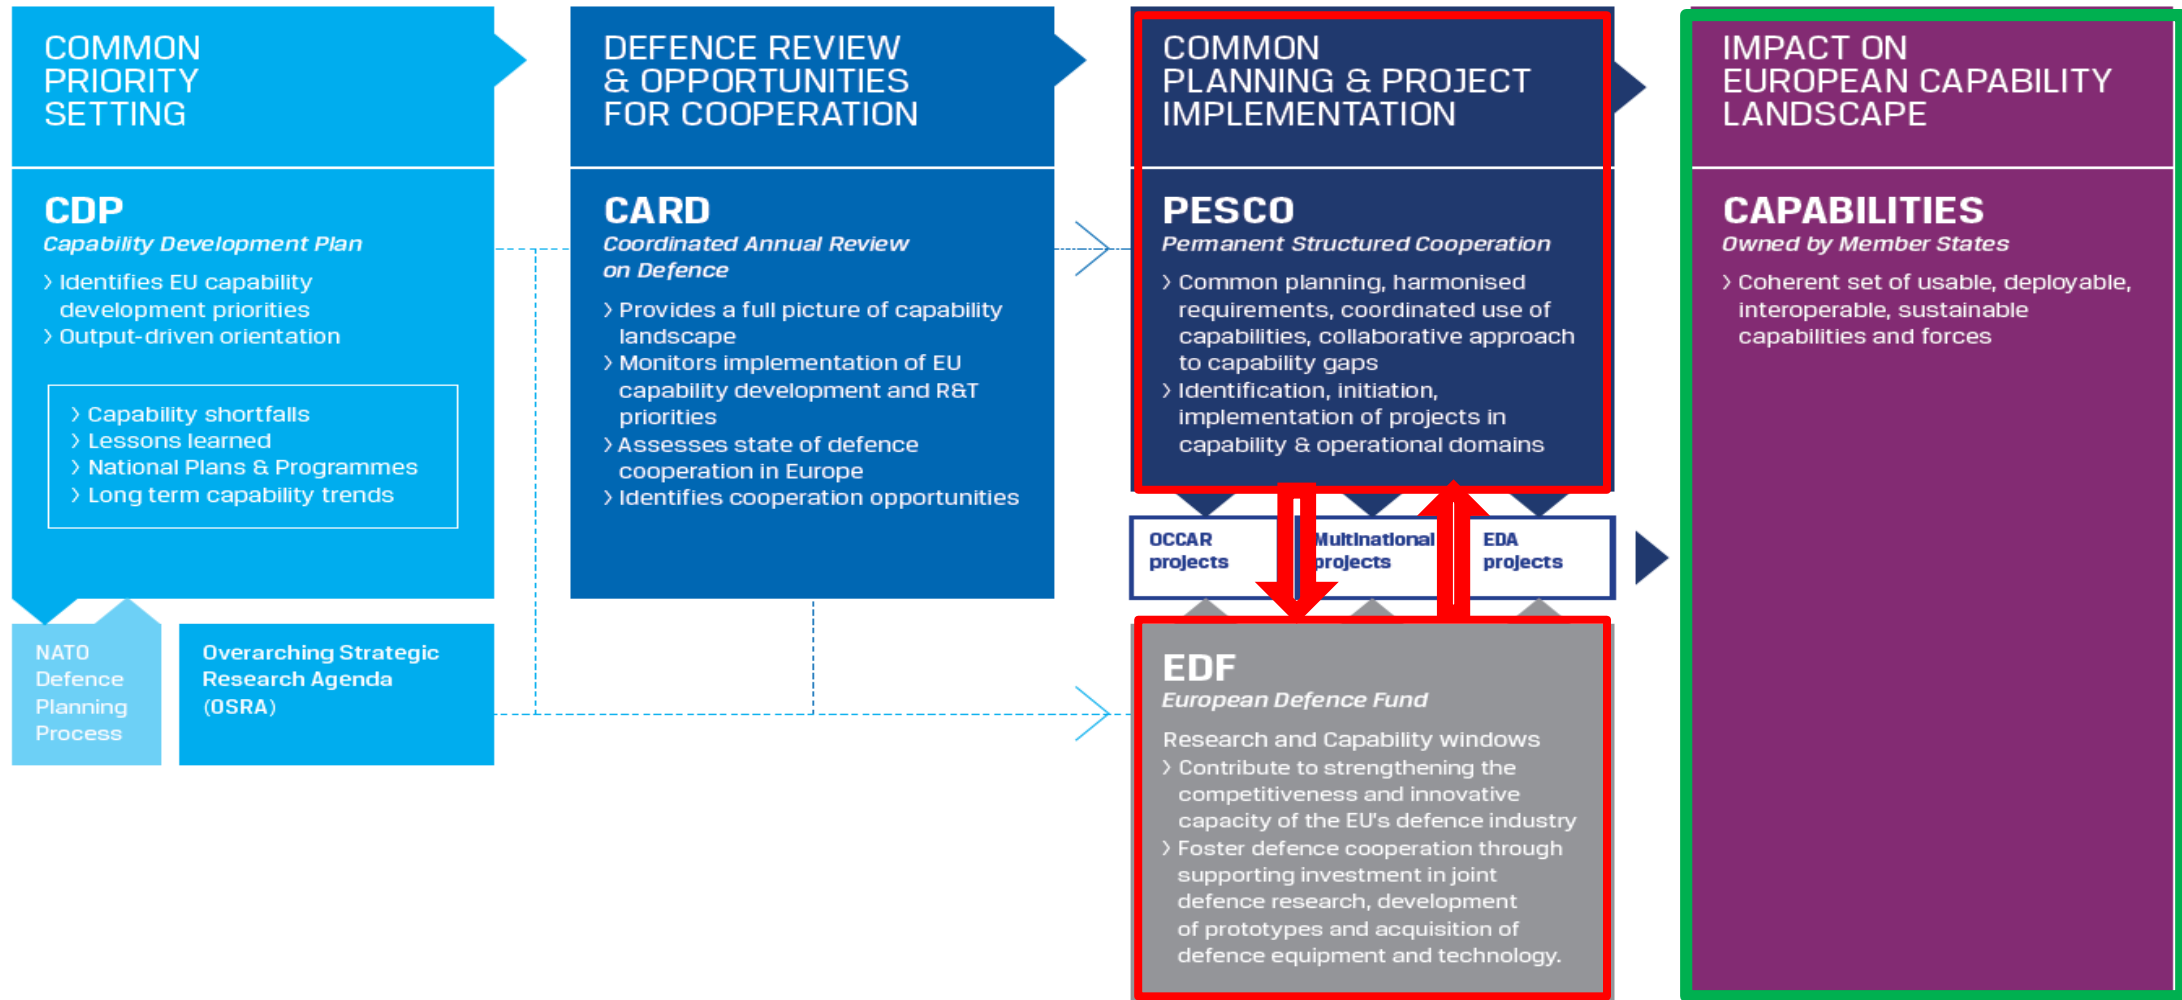 COMMON
PRIORITY
SETTING
CDP
Capability Development Plan
› Identifies EU capability
development priorities
› Output-driven orientation
› Capability shortfalls
› Lessons learned
› National Plans & Programmes
› Long term capability trends
NATO
Defence
Planning
Process
Overarching Strategic
Research Agenda
(OSRA)
DEFENCE REVIEW
& OPPORTUNITIES
FOR COOPERATION
CARD
Coordinated Annual Review
on Defence
› Provides a full picture of capability
landscape
› Monitors implementation of EU
capability development and R&T
priorities
› Assesses state of defence
cooperation in Europe
› Identifies cooperation opportunities
COMMON
PLANNING & PROJECT
IMPLEMENTATION
PESCO
Permanent Structured Cooperation
› Common planning, harmonised
requirements, coordinated use of
capabilities, collaborative approach
to capability gaps
› Identification, initiation,
implementation of projects in
capability & operational domains
OCCAR
projects
Multinational
projects
EDA
projects
EDF
European Defence Fund
Research and Capability windows
› Contribute to strengthening the
competitiveness and innovative
capacity of the EU's defence industry
› Foster defence cooperation through
supporting investment in joint
defence research, development
of prototypes and acquisition of
defence equipment and technology.
IMPACT ON
EUROPEAN CAPABILITY
LANDSCAPE
CAPABILITIES
Owned by Member States
› Coherent set of usable, deployable,
interoperable, sustainable
capabilities and forces